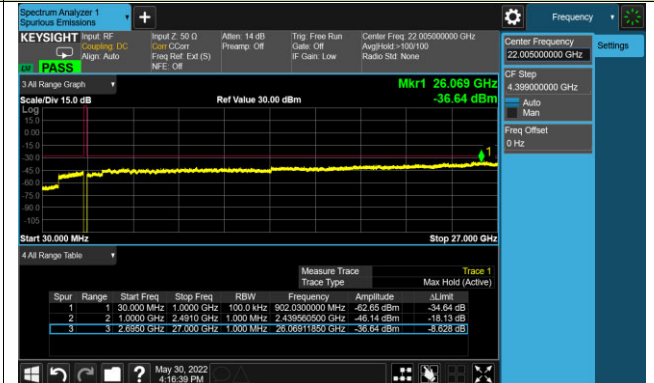 Spectrum Analyzer 1
Spurious Emissions
Frequency
KEYSIGHT
Input: RF
Coupling: DC
Align: Auto
Input Z: 50 Ω
Corr CCorr
Freq Ref: Ext (S)
NFE: Off
Atten: 14 dB
Preamp: Off
Trig: Free Run
Gate: Off
IF Gain: Low
Center Freq: 22.005000000 GHz
Avg|Hold:>100/100
Radio Std: None
PASS
Center Frequency
22.005000000 GHz
Settings
CF Step
4.399000000 GHz
Auto
Man
Freq Offset
0 Hz
3 All Range Graph
Mkr1 26.069 GHz
-36.64 dBm
Scale/Div 15.0 dB
Ref Value 30.00 dBm
Log
15.0
0.00
-15.0
-30.0
-45.0
-60.0
-75.0
-90.0
-105
1
Start 30.000 MHz
Stop 27.000 GHz
4 All Range Table
Measure Trace Trace 1
Trace Type Max Hold (Active)
Spur Range Start Freq Stop Freq RBW Frequency Amplitude ΔLimit
1 1 30.000 MHz 1.0000 GHz 100.0 kHz 902.0300000 MHz -62.65 dBm -34.64 dB
2 2 1.0000 GHz 2.4910 GHz 1.000 MHz 2.439560500 GHz -46.14 dBm -18.13 dB
3 3 2.6950 GHz 27.000 GHz 1.000 MHz 26.06911850 GHz -36.64 dBm -8.628 dB
May 30, 2022
4:16:39 PM